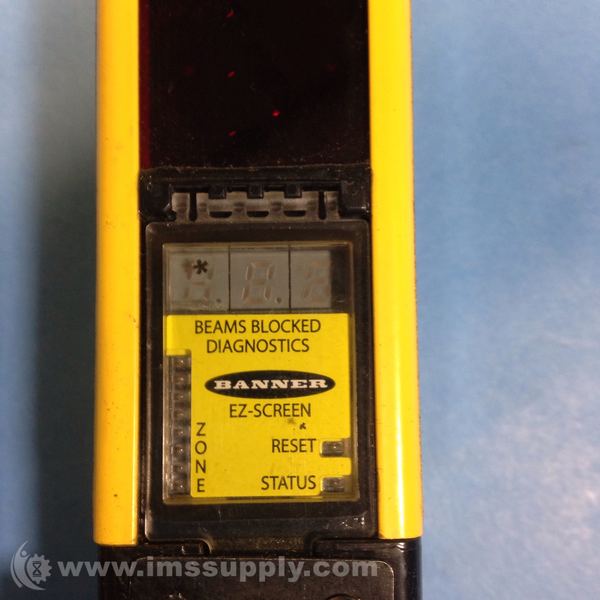 BEAMS BLOCKED
DIAGNOSTICS
BANNER
EZ-SCREEN
ZONE
RESET
STATUS
www.imssupply.com